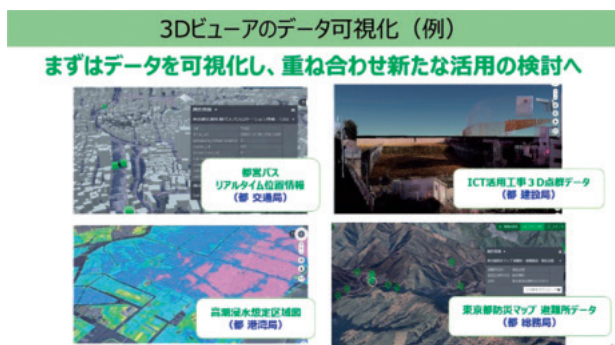 3Dビューアのデータ可視化（例）
まずはデータを可視化し、重ね合わせ新たな活用の検討へ
都営バス
リアルタイム位置情報
（都 交通局）
ICT活用工事３D点群データ
（都 建設局）
高潮浸水想定区域図
（都 港湾局）
東京都防災マップ 避難所データ
（都 総務局）